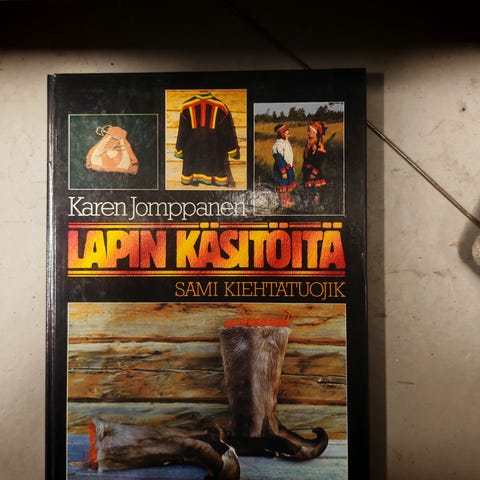 Karen Jomppanen
LAPIN KÄSITÖITÄ
SAMI KIEHTATUOJIK